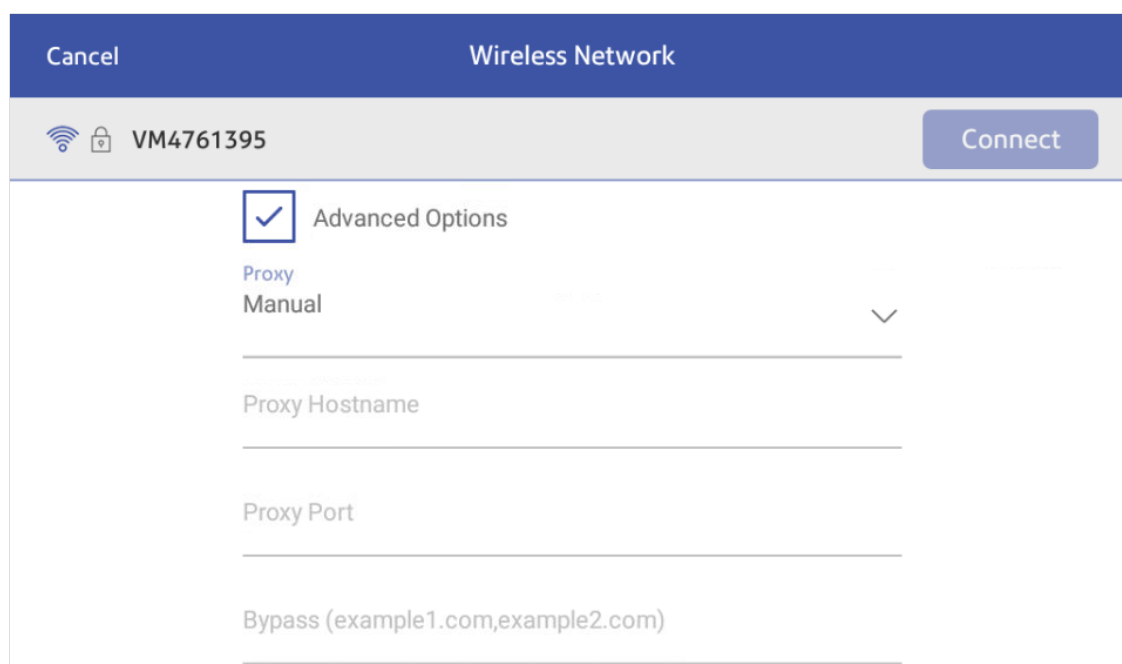 Cancel
Wireless Network
VM4761395
Connect
Advanced Options
Proxy
Manual
Proxy Hostname
Proxy Port
Bypass (example1.com,example2.com)